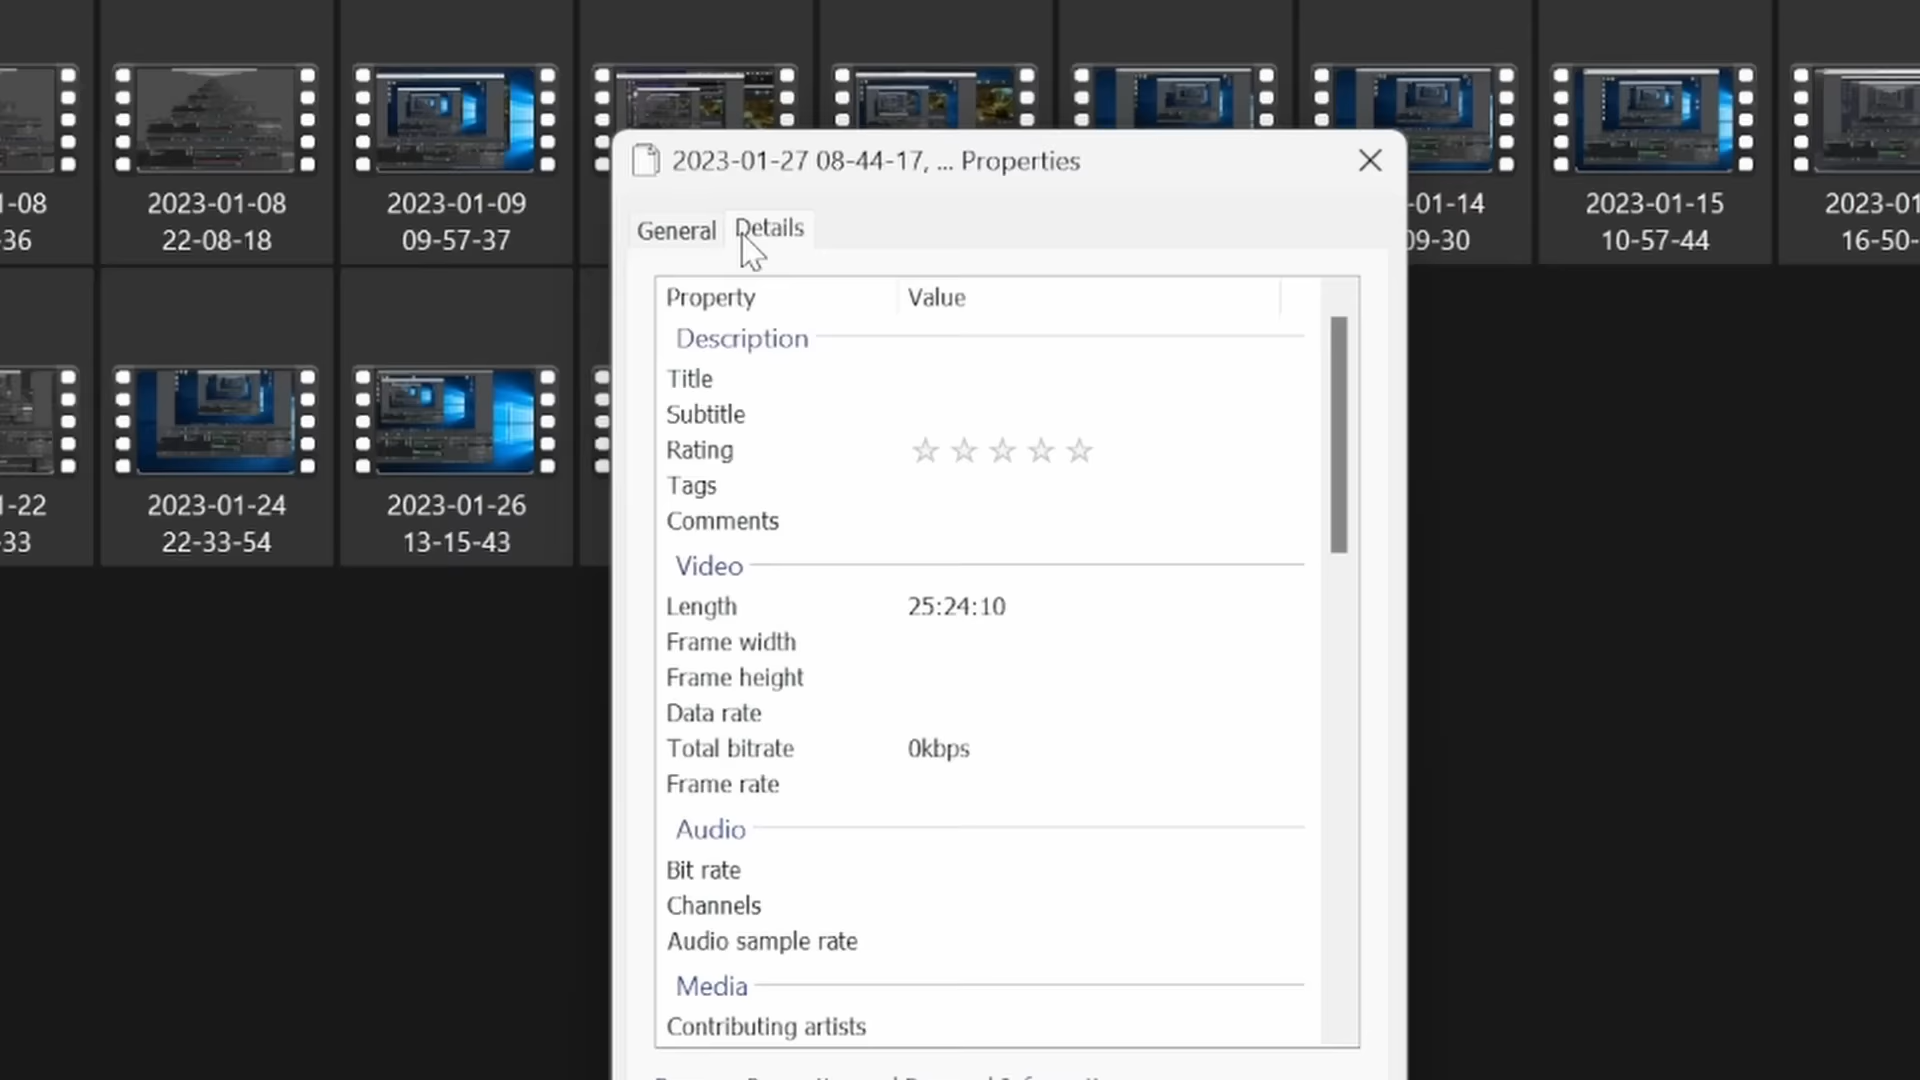 1-08
36
2023-01-08
22-08-18
2023-01-09
09-57-37
-01-14
09-30
2023-01-15
10-57-44
2023-01
16-50-
1-22
33
2023-01-24
22-33-54
2023-01-26
13-15-43
2023-01-27 08-44-17, ... Properties
General
Details
Property Value
Description
Title
Subtitle
Rating
Tags
Comments
Video
Length 25:24:10
Frame width
Frame height
Data rate
Total bitrate 0kbps
Frame rate
Audio
Bit rate
Channels
Audio sample rate
Media
Contributing artists